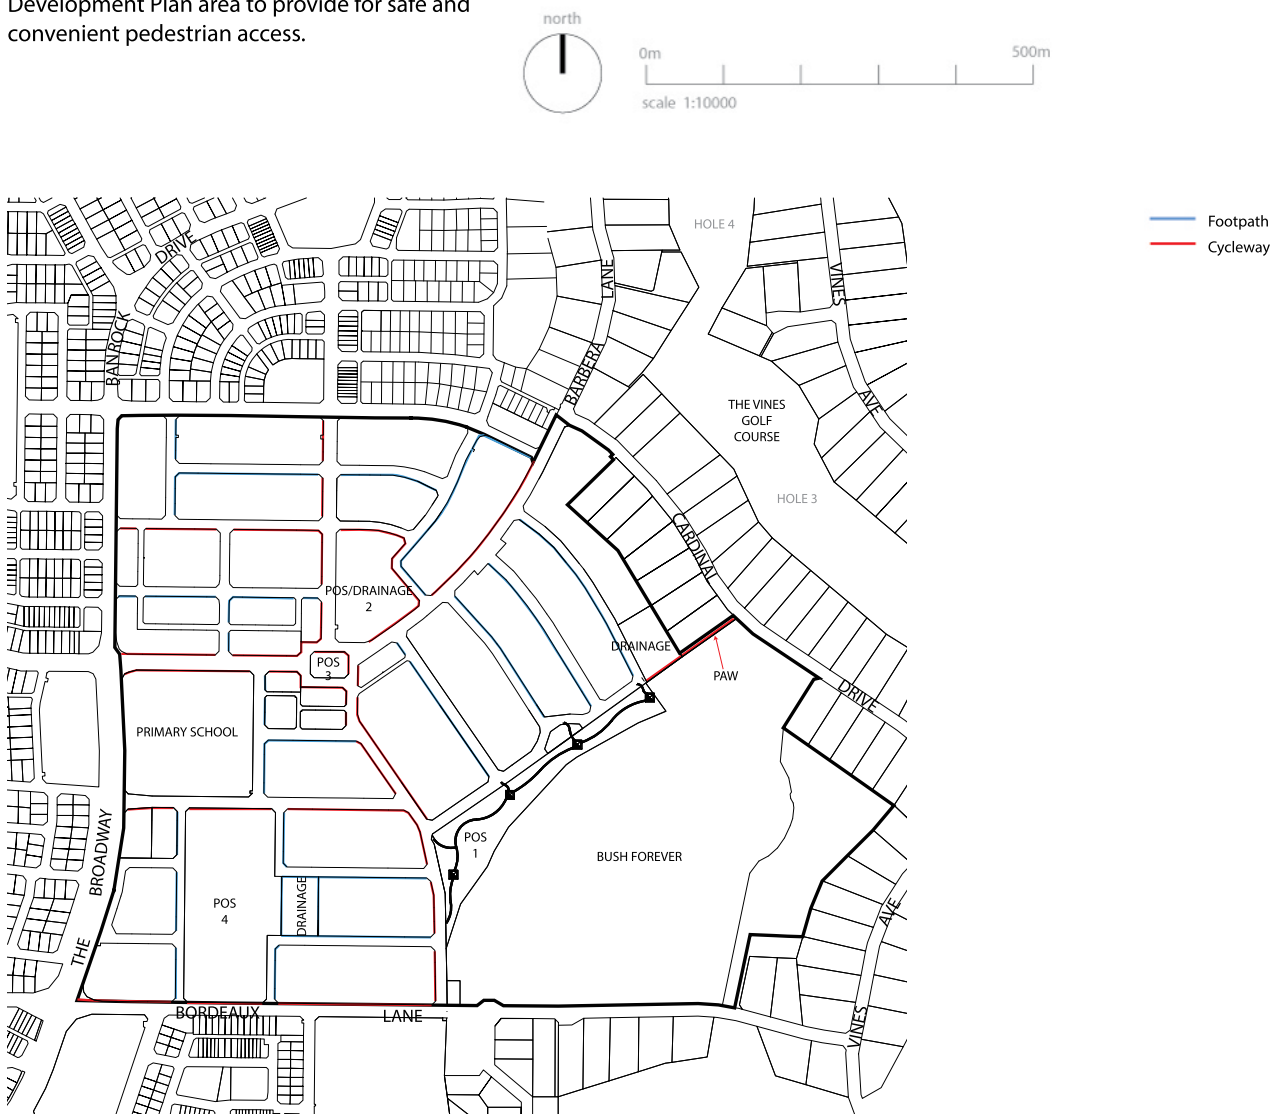 Development Plan area to provide for safe and
convenient pedestrian access.
north
0m
500m
scale 1:10000
Footpath
Cycleway
HOLE 4
DRIVE
LANE
VINES
BANROCK
BARBERA
AVE
THE VINES
GOLF
COURSE
HOLE 3
CARDINAL
POS/DRAINAGE
2
DRAINAGE
POS
3
PAW
DRIVE
PRIMARY SCHOOL
POS
1
BROADWAY
BUSH FOREVER
POS
4
DRAINAGE
AVE
THE
BORDEAUX
LANE
VINES